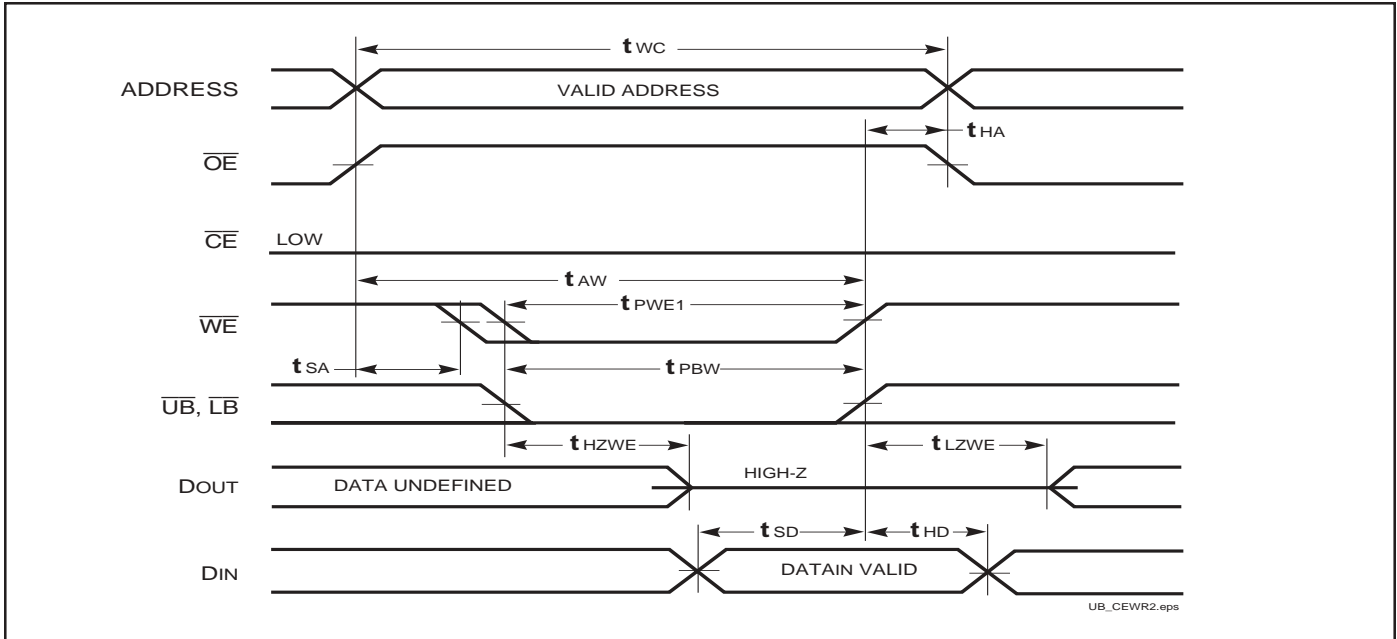 t WC
ADDRESS
VALID ADDRESS
t HA
OE
CE
LOW
t AW
t PWE1
WE
t SA
t PBW
UB, LB
t HZWE
t LZWE
HIGH-Z
DOUT
DATA UNDEFINED
t SD
t HD
DIN
DATAIN VALID
UB_CEWR2.eps